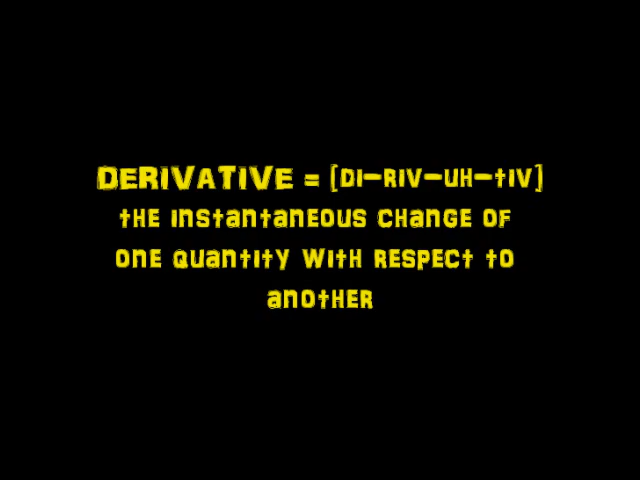 DERIVATIVE = [DI-RIV-UH-tIV]
tHE INStaNtaNEOUS CHaNGE OF
ONE QUaNtItY WItH RESPECt tO
aNOtHER